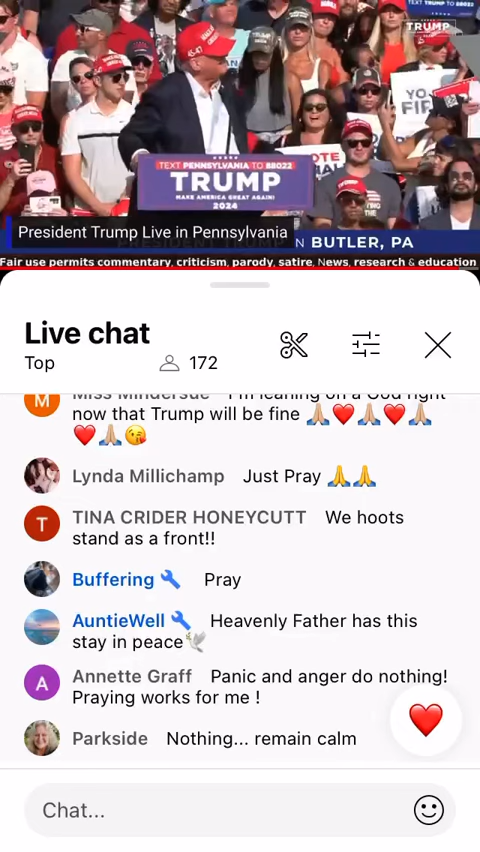 TEXT PENNSYLVANIA TO 88022
TRUMP
TRUMP
MAKE AMERICA GREAT AGAIN!
2024
President Trump Live in Pennsylvania
BUTLER, PA
Fair use permits commentary, criticism, parody, satire, News, research & education
Live chat
Top 172
M Miss Mindersue I'm leaning on a God right
now that Trump will be fine 🙏🏼❤️🙏🏼❤️🙏🏼
❤️🙏🏼😘
Lynda Millichamp Just Pray 🙏🙏
T TINA CRIDER HONEYCUTT We hoots
stand as a front!!
Buffering Pray
AuntieWell Heavenly Father has this
stay in peace🕊️
A Annette Graff Panic and anger do nothing!
Praying works for me !
Parkside Nothing... remain calm
Chat...